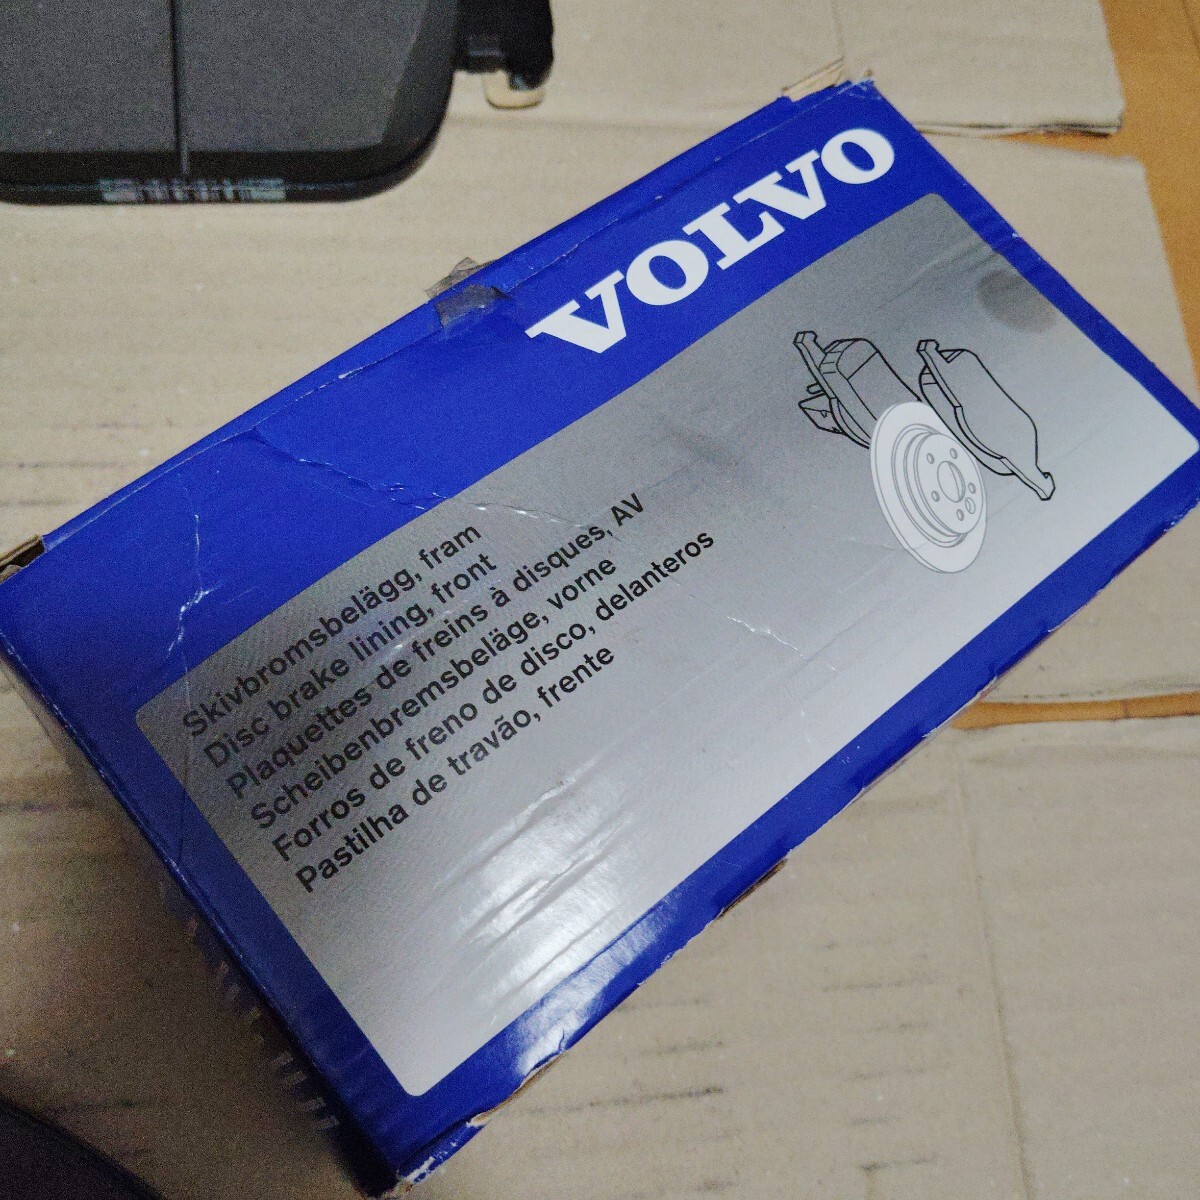 VOLVO
Skivbromsbelägg, fram
Disc brake lining, front
Plaquettes de freins à disques, AV
Scheibenbremsbeläge, vorne
Forros de freno de disco, delanteros
Pastilha de travão, frente